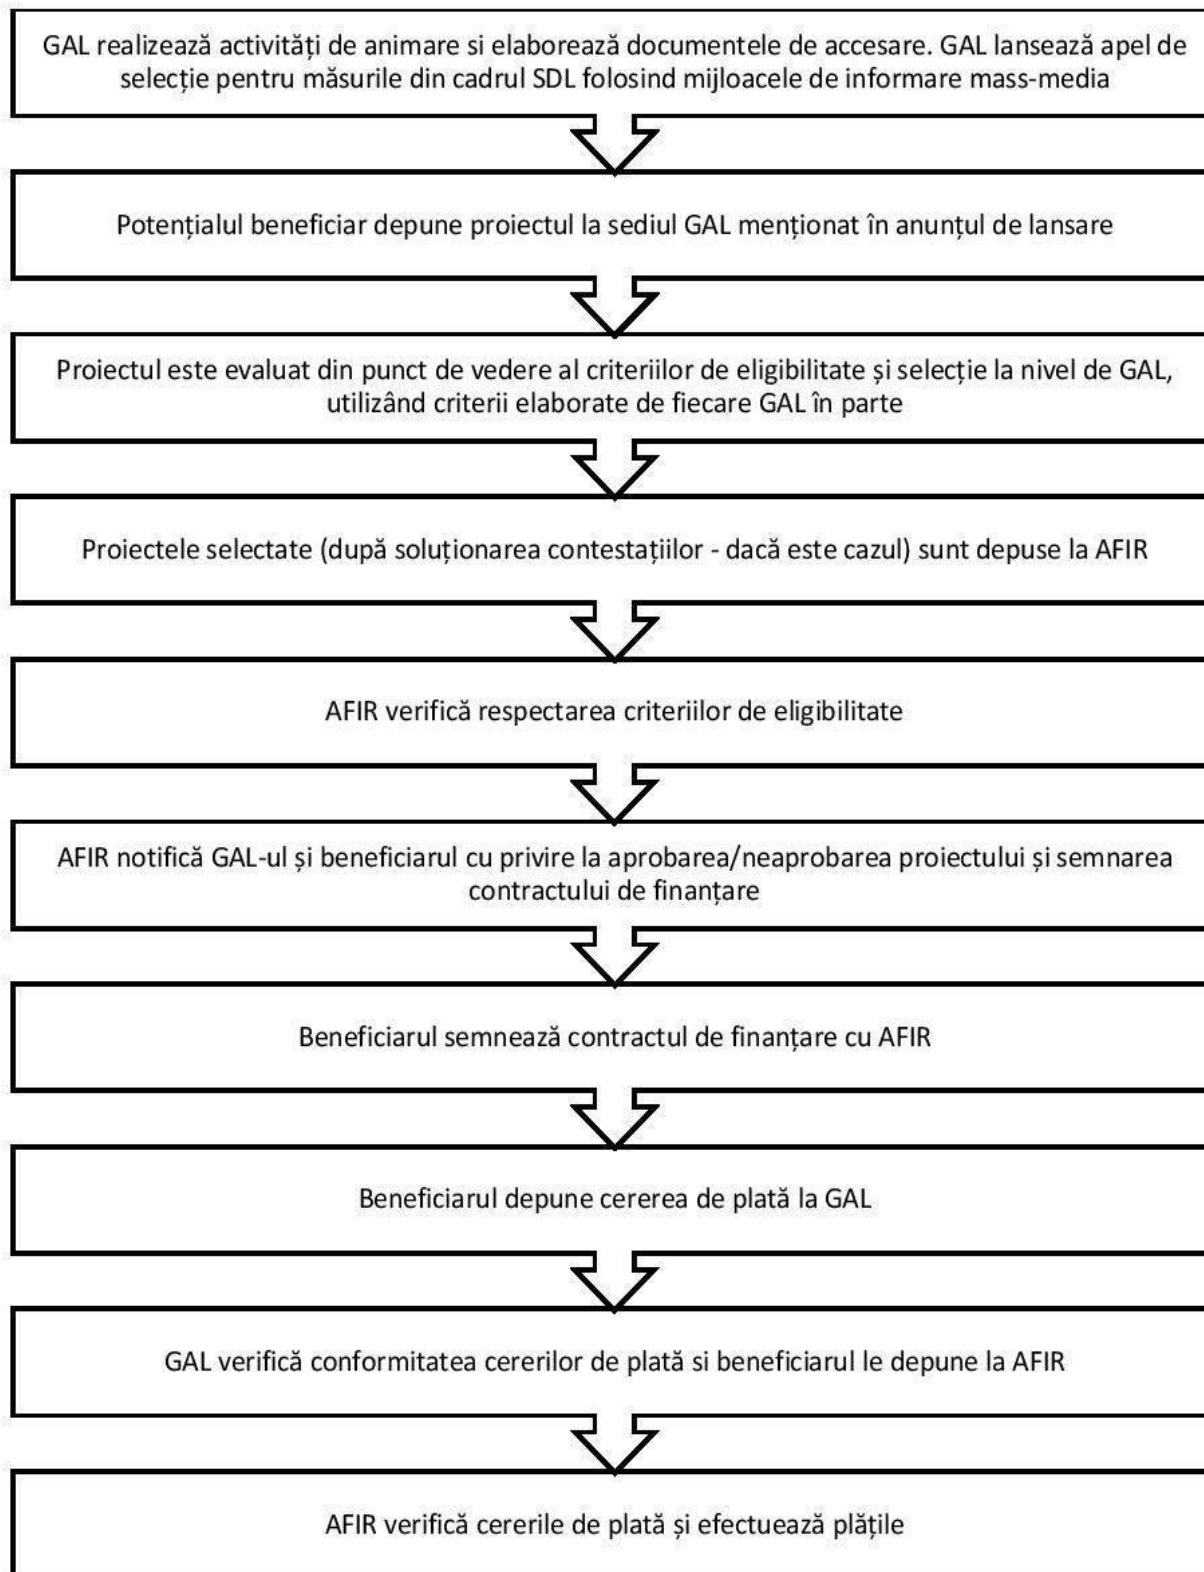 GAL realizează activități de animare si elaborează documentele de accesare. GAL lansează apel de
selecție pentru măsurile din cadrul SDL folosind mijloacele de informare mass-media
Potențialul beneficiar depune proiectul la sediul GAL menționat în anunțul de lansare
Proiectul este evaluat din punct de vedere al criteriilor de eligibilitate și selecție la nivel de GAL,
utilizând criterii elaborate de fiecare GAL în parte
Proiectele selectate (după soluționarea contestațiilor - dacă este cazul) sunt depuse la AFIR
AFIR verifică respectarea criteriilor de eligibilitate
AFIR notifică GAL-ul și beneficiarul cu privire la aprobarea/neaprobarea proiectului și semnarea
contractului de finanțare
Beneficiarul semnează contractul de finanțare cu AFIR
Beneficiarul depune cererea de plată la GAL
GAL verifică conformitatea cererilor de plată si beneficiarul le depune la AFIR
AFIR verifică cererile de plată și efectuează plățile